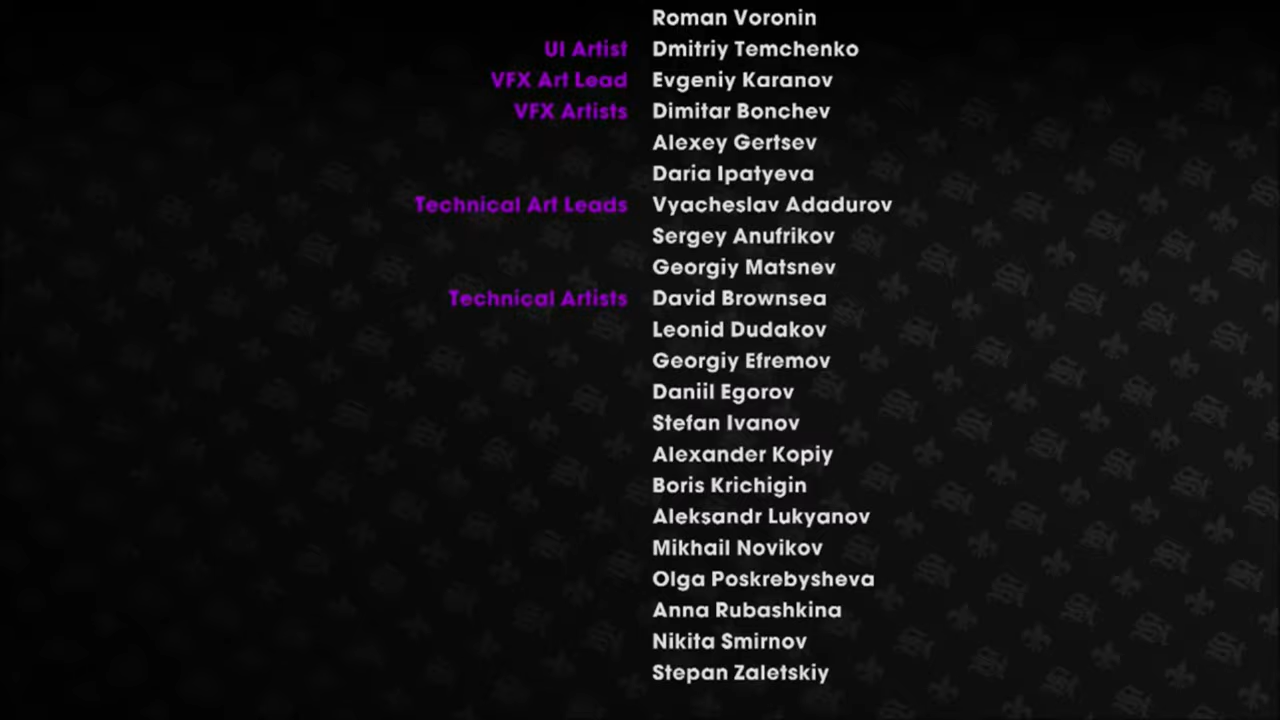 Roman Voronin
UI Artist Dmitriy Temchenko
VFX Art Lead Evgeniy Karanov
VFX Artists Dimitar Bonchev
Alexey Gertsev
Daria Ipatyeva
Technical Art Leads Vyacheslav Adadurov
Sergey Anufrikov
Georgiy Matsnev
Technical Artists David Brownsea
Leonid Dudakov
Georgiy Efremov
Daniil Egorov
Stefan Ivanov
Alexander Kopiy
Boris Krichigin
Aleksandr Lukyanov
Mikhail Novikov
Olga Poskrebysheva
Anna Rubashkina
Nikita Smirnov
Stepan Zaletskiy